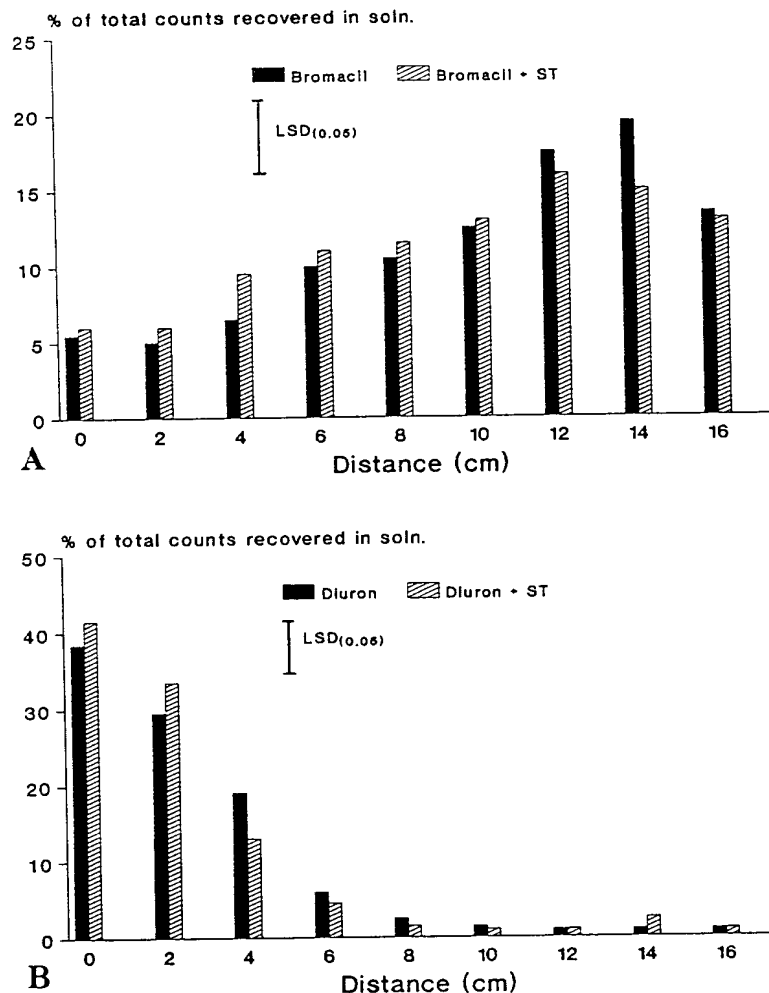 % of total counts recovered in soln.
25
Bromacil Bromacil + ST
20
LSD(0.05)
15
10
5
0
0 2 4 6 8 10 12 14 16
A
Distance (cm)
% of total counts recovered in soln.
50
Diuron Diuron + ST
40
LSD(0.05)
30
20
10
0
0 2 4 6 8 10 12 14 16
B
Distance (cm)